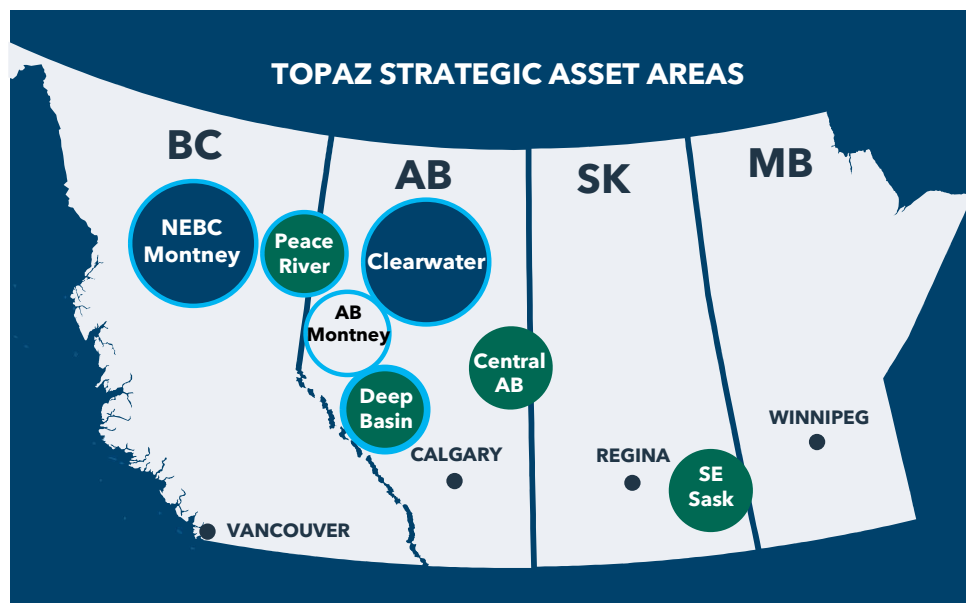 TOPAZ STRATEGIC ASSET AREAS
BC
AB
SK
MB
NEBC
Montney
Peace
River
Clearwater
AB
Montney
Central
AB
Deep
Basin
CALGARY
REGINA
WINNIPEG
SE
Sask
VANCOUVER